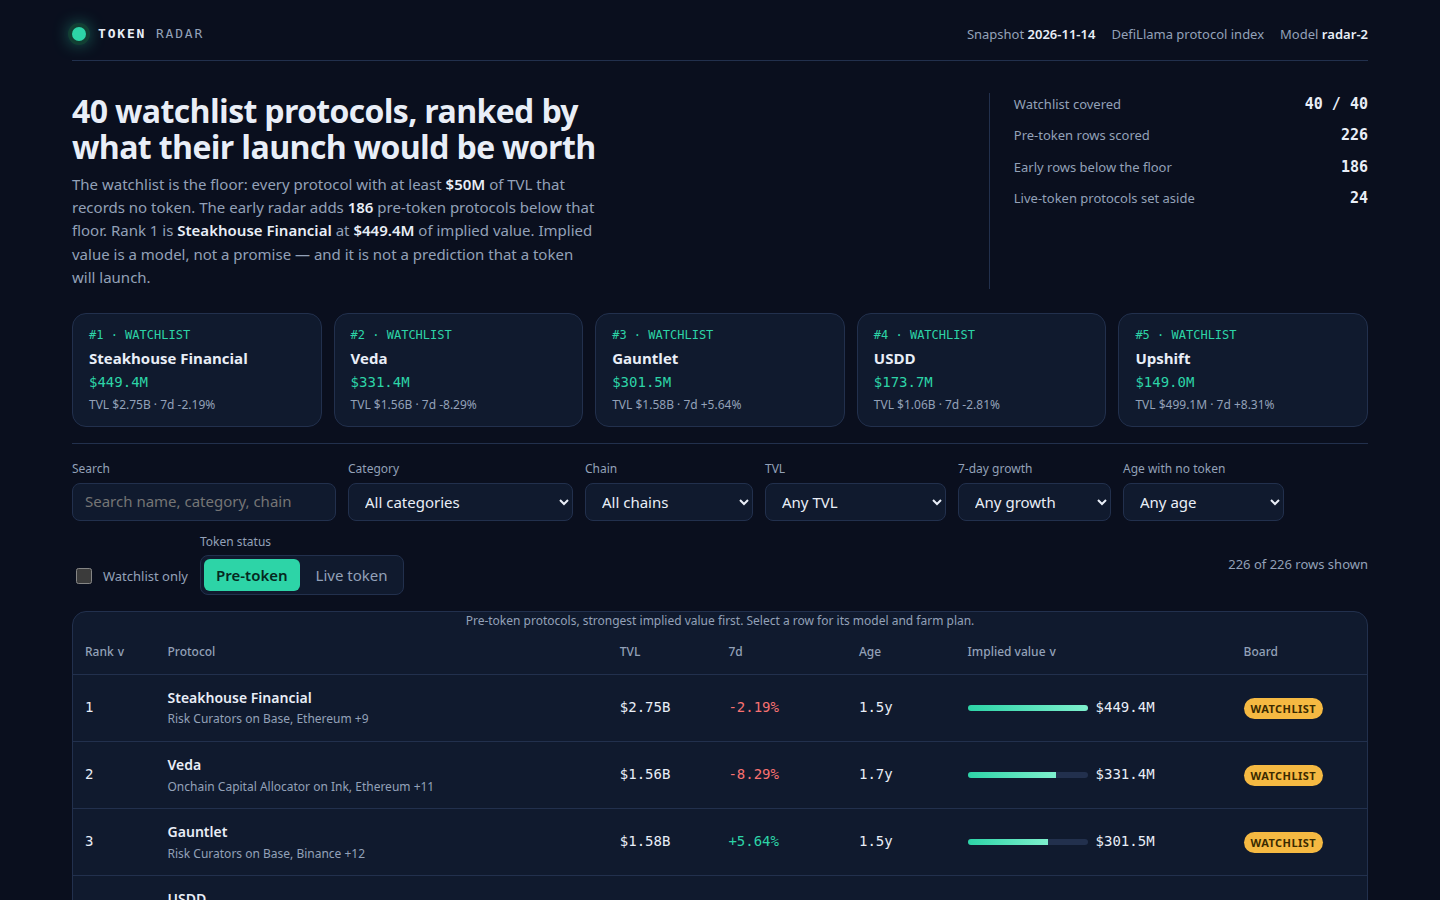 TOKEN RADAR
Snapshot 2026-11-14 DefiLlama protocol index Model radar-2
40 watchlist protocols, ranked by
what their launch would be worth
The watchlist is the floor: every protocol with at least $50M of TVL that
records no token. The early radar adds 186 pre-token protocols below that
floor. Rank 1 is Steakhouse Financial at $449.4M of implied value. Implied
value is a model, not a promise — and it is not a prediction that a token
will launch.
Watchlist covered 40 / 40
Pre-token rows scored 226
Early rows below the floor 186
Live-token protocols set aside 24
#1 · WATCHLIST
Steakhouse Financial
$449.4M
TVL $2.75B · 7d -2.19%
#2 · WATCHLIST
Veda
$331.4M
TVL $1.56B · 7d -8.29%
#3 · WATCHLIST
Gauntlet
$301.5M
TVL $1.58B · 7d +5.64%
#4 · WATCHLIST
USDD
$173.7M
TVL $1.06B · 7d -2.81%
#5 · WATCHLIST
Upshift
$149.0M
TVL $499.1M · 7d +8.31%
Search Category Chain TVL 7-day growth Age with no token
Search name, category, chain All categories All chains Any TVL Any growth Any age
Token status
Watchlist only Pre-token Live token
226 of 226 rows shown
Pre-token protocols, strongest implied value first. Select a row for its model and farm plan.
Rank v Protocol TVL 7d Age Implied value v Board
1 Steakhouse Financial $2.75B -2.19% 1.5y $449.4M WATCHLIST
Risk Curators on Base, Ethereum +9
2 Veda $1.56B -8.29% 1.7y $331.4M WATCHLIST
Onchain Capital Allocator on Ink, Ethereum +11
3 Gauntlet $1.58B +5.64% 1.5y $301.5M WATCHLIST
Risk Curators on Base, Binance +12
USDD